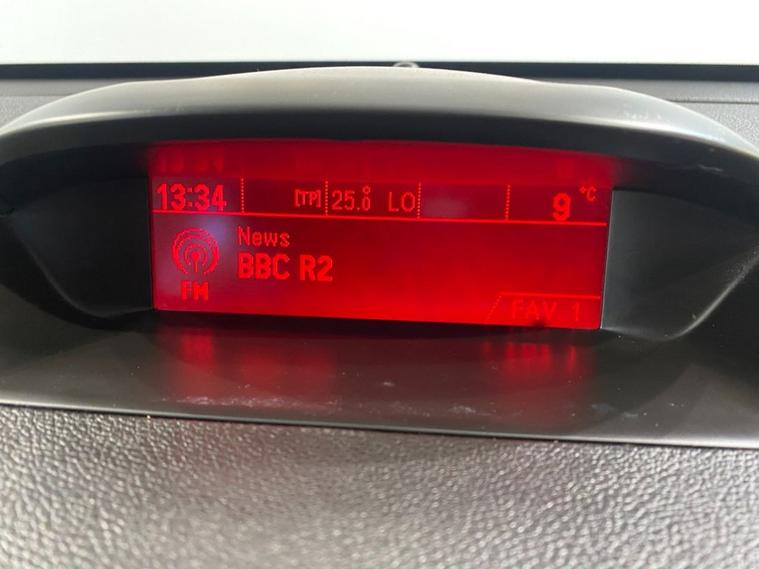 13:34 [TP] 25.0° LO 9 °C
News
BBC R2
FM
FAV 1